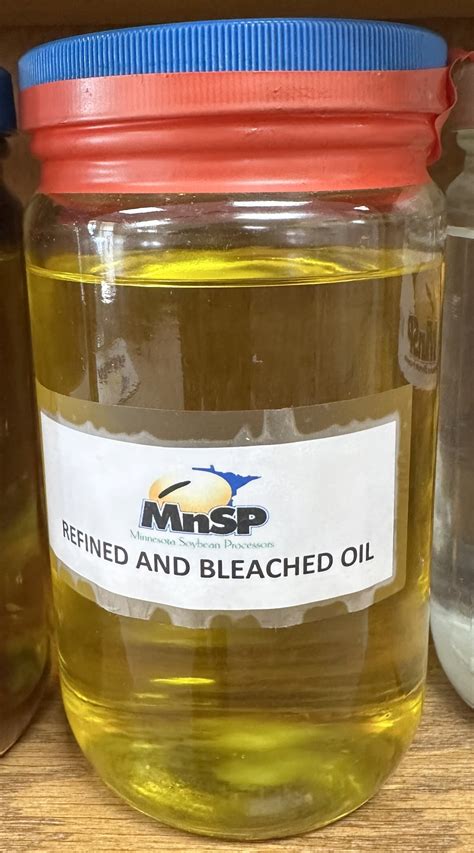 MnSP
Minnesota Soybean Processors
REFINED AND BLEACHED OIL